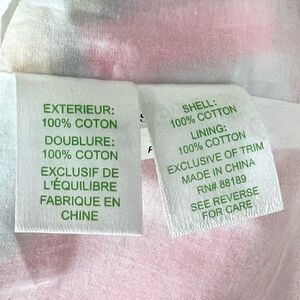 EXTERIEUR:
100% COTON
DOUBLURE:
100% COTON
EXCLUSIF DE
L'ÉQUILIBRE
FABRIQUE EN
CHINE
SHELL:
100% COTTON
LINING:
100% COTTON
EXCLUSIVE OF TRIM
MADE IN CHINA
RN# 88189
SEE REVERSE
FOR CARE